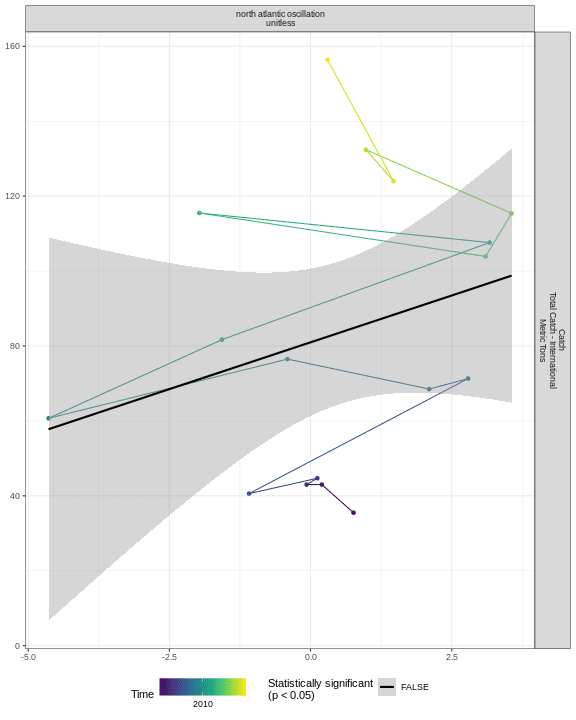 north atlantic oscillation
unitless
160
120
80
40
0
-5.0
-2.5
0.0
2.5
Catch
Total Catch - International
Metric Tons
Time
2010
Statistically significant
(p < 0.05)
FALSE